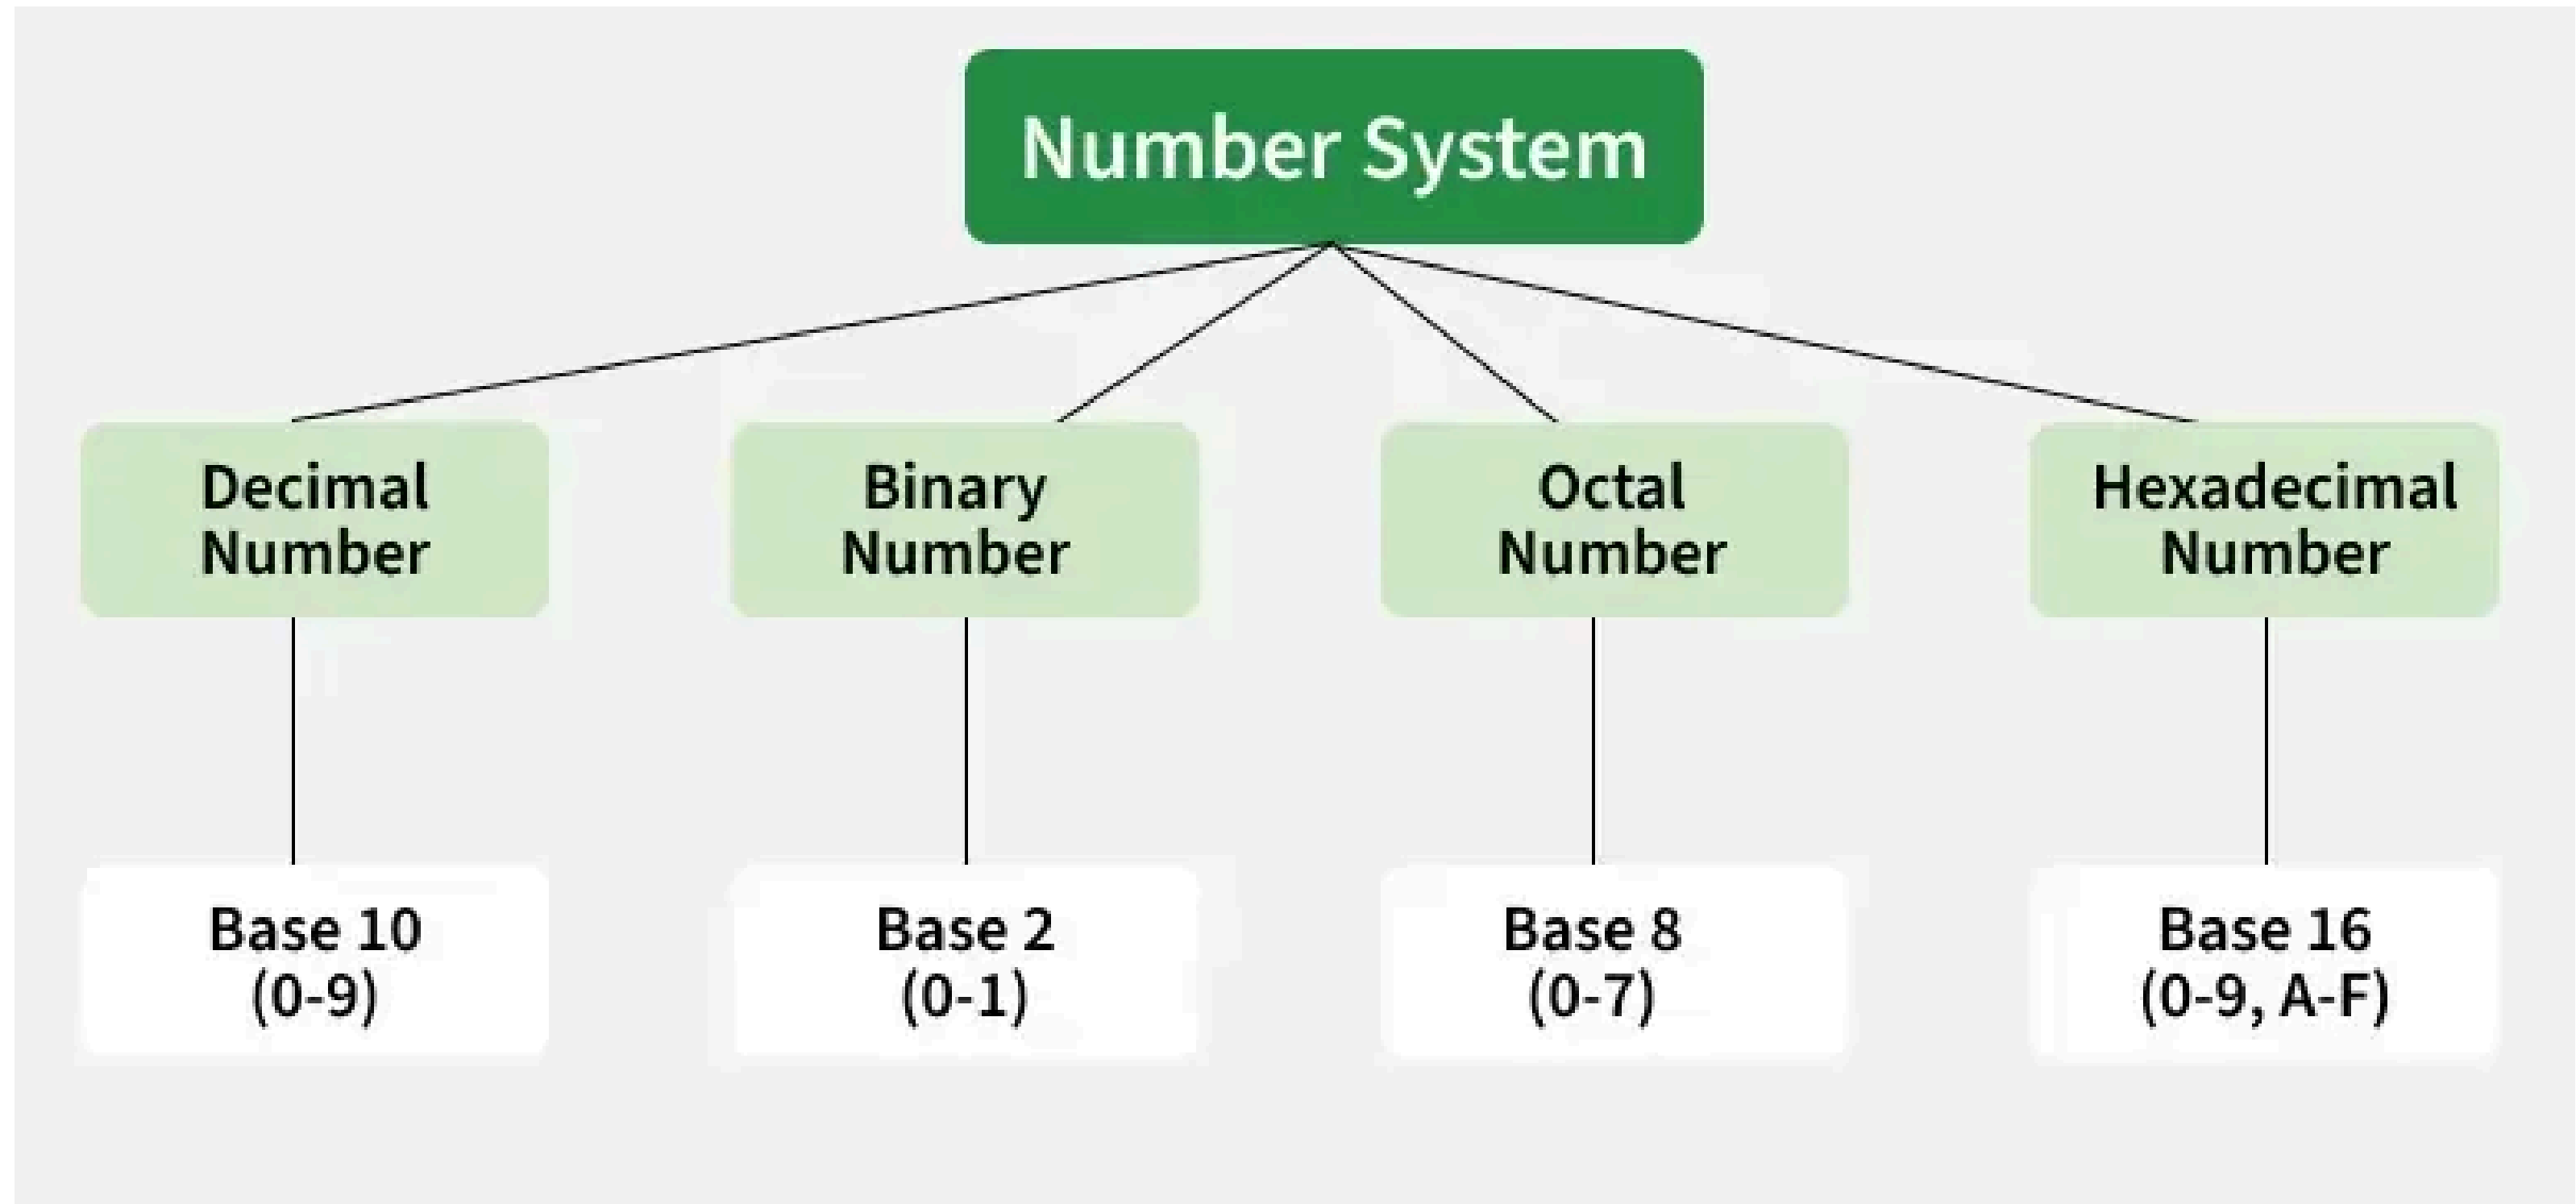 Number System
Decimal
Number
Binary
Number
Octal
Number
Hexadecimal
Number
Base 10
(0-9)
Base 2
(0-1)
Base 8
(0-7)
Base 16
(0-9, A-F)